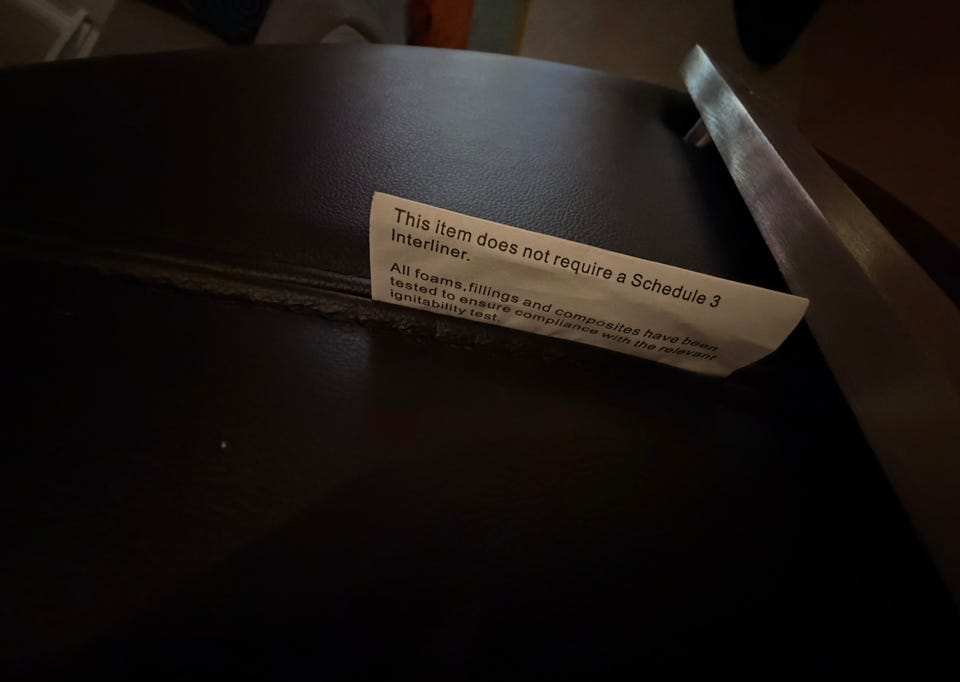 This item does not require a Schedule 3
Interliner.
All foams,fillings and composites have been
tested to ensure compliance with the relevant
ignitability test.